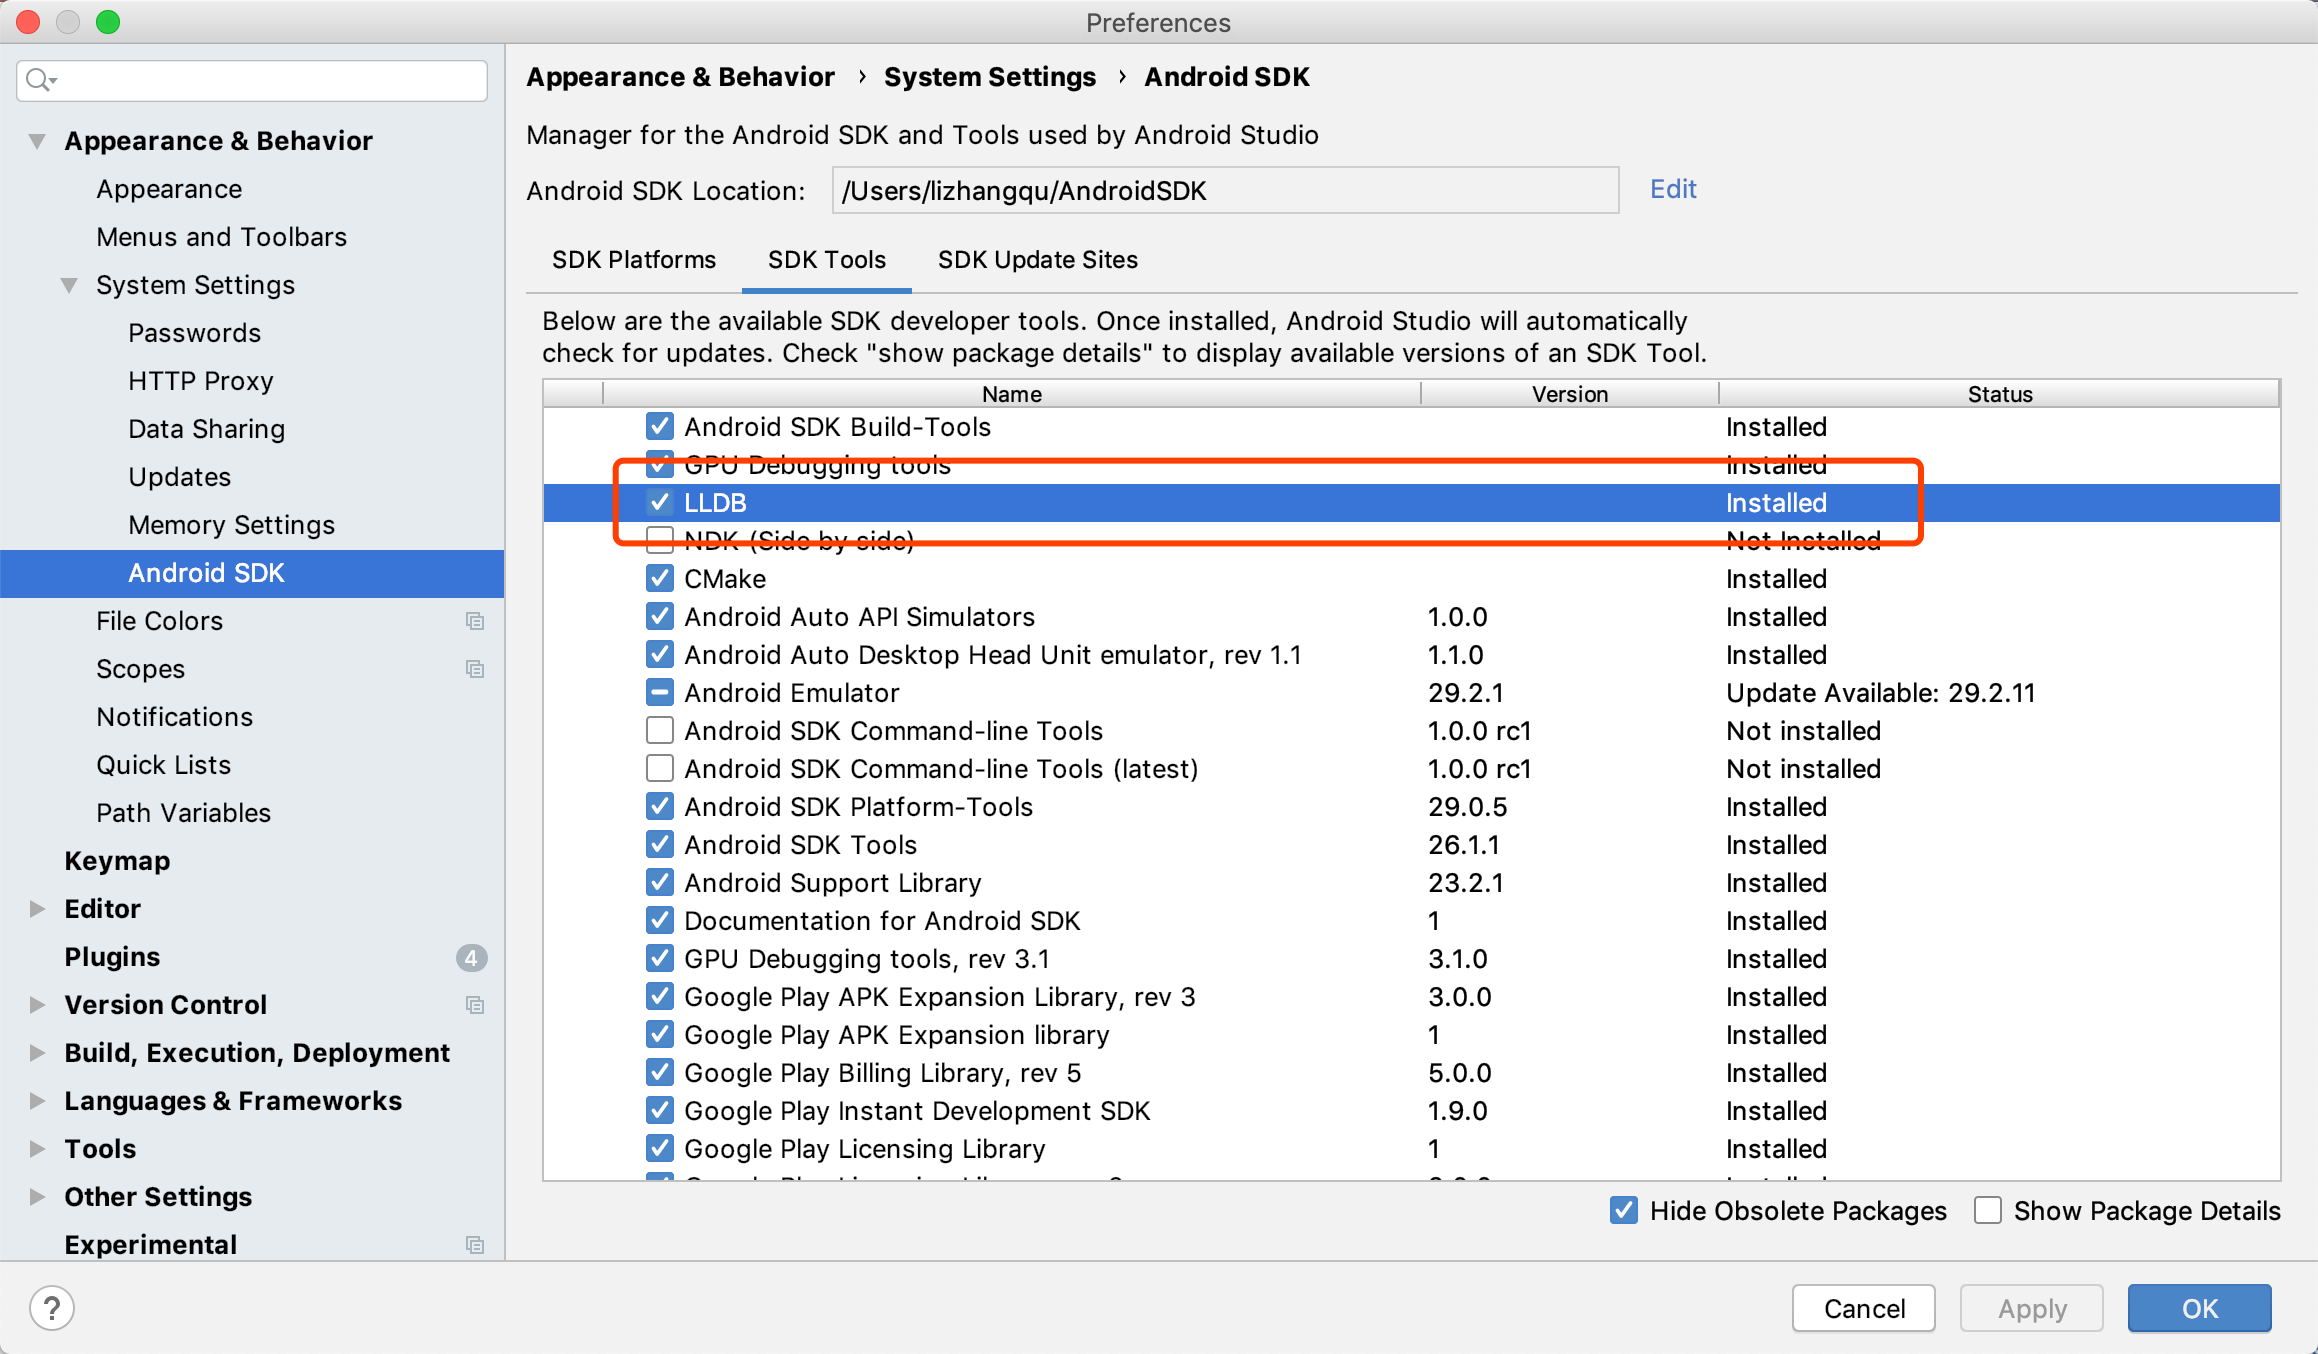 Preferences
Appearance & Behavior
Appearance
Menus and Toolbars
System Settings
Passwords
HTTP Proxy
Data Sharing
Updates
Memory Settings
Android SDK
File Colors
Scopes
Notifications
Quick Lists
Path Variables
Keymap
Editor
Plugins 4
Version Control
Build, Execution, Deployment
Languages & Frameworks
Tools
Other Settings
Experimental
Appearance & Behavior › System Settings › Android SDK
Manager for the Android SDK and Tools used by Android Studio
Android SDK Location: /Users/lizhangqu/AndroidSDK Edit
SDK Platforms SDK Tools SDK Update Sites
Below are the available SDK developer tools. Once installed, Android Studio will automatically
check for updates. Check "show package details" to display available versions of an SDK Tool.
Name Version Status
Android SDK Build-Tools Installed
GPU Debugging tools Installed
LLDB Installed
NDK (Side by side) Not Installed
CMake Installed
Android Auto API Simulators 1.0.0 Installed
Android Auto Desktop Head Unit emulator, rev 1.1 1.1.0 Installed
Android Emulator 29.2.1 Update Available: 29.2.11
Android SDK Command-line Tools 1.0.0 rc1 Not installed
Android SDK Command-line Tools (latest) 1.0.0 rc1 Not installed
Android SDK Platform-Tools 29.0.5 Installed
Android SDK Tools 26.1.1 Installed
Android Support Library 23.2.1 Installed
Documentation for Android SDK 1 Installed
GPU Debugging tools, rev 3.1 3.1.0 Installed
Google Play APK Expansion Library, rev 3 3.0.0 Installed
Google Play APK Expansion library 1 Installed
Google Play Billing Library, rev 5 5.0.0 Installed
Google Play Instant Development SDK 1.9.0 Installed
Google Play Licensing Library 1 Installed
Hide Obsolete Packages Show Package Details
? Cancel Apply OK